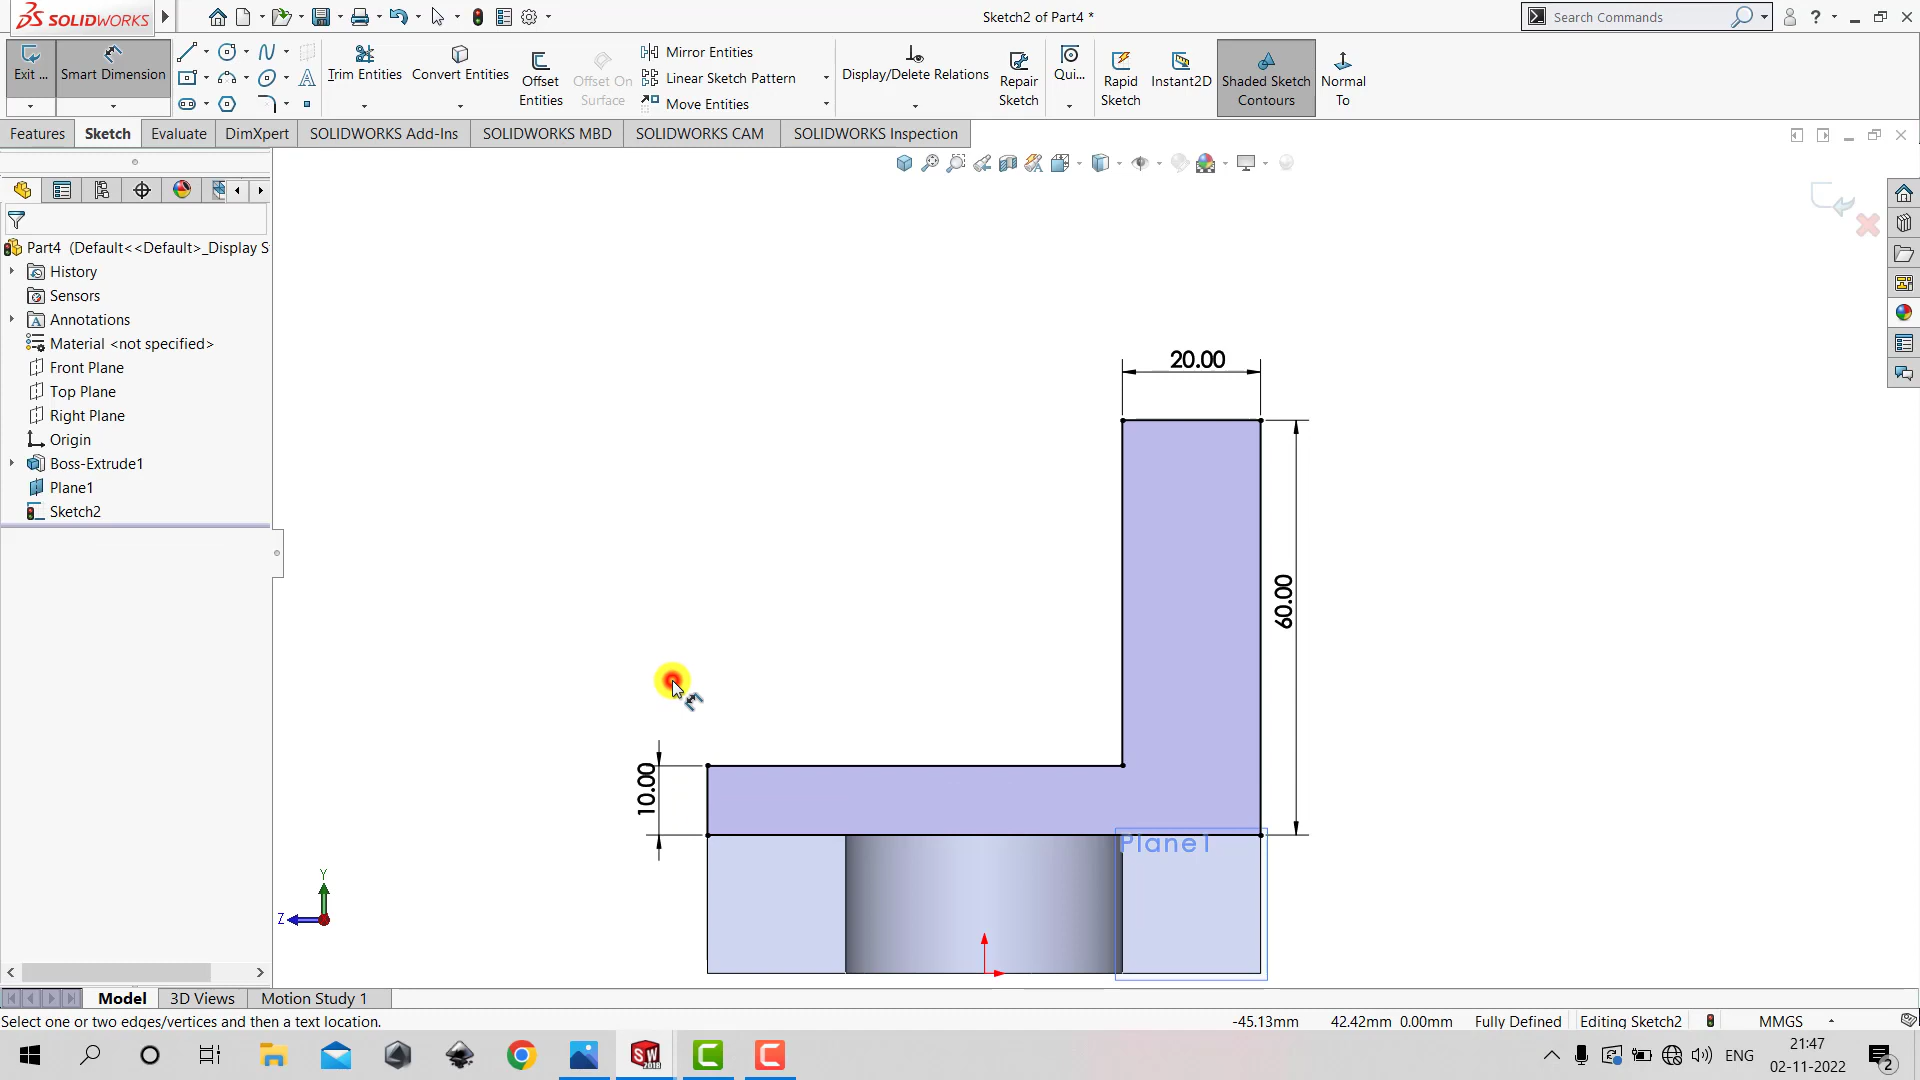 SOLIDWORKS
Sketch2 of Part4 *
Search Commands
Exit ...
Smart Dimension
Trim Entities
Convert Entities
Offset
Entities
Offset On
Surface
Mirror Entities
Linear Sketch Pattern
Move Entities
Display/Delete Relations
Repair
Sketch
Qui...
Rapid
Sketch
Instant2D
Shaded Sketch
Contours
Normal
To
Features
Sketch
Evaluate
DimXpert
SOLIDWORKS Add-Ins
SOLIDWORKS MBD
SOLIDWORKS CAM
SOLIDWORKS Inspection
Part4 (Default<<Default>_Display S
History
Sensors
Annotations
Material <not specified>
Front Plane
Top Plane
Right Plane
Origin
Boss-Extrude1
Plane1
Sketch2
20.00
60.00
10.00
Plane1
Y
Z
Model
3D Views
Motion Study 1
Select one or two edges/vertices and then a text location.
-45.13mm
42.42mm 0.00mm
Fully Defined
Editing Sketch2
MMGS
ENG
21:47
02-11-2022
2